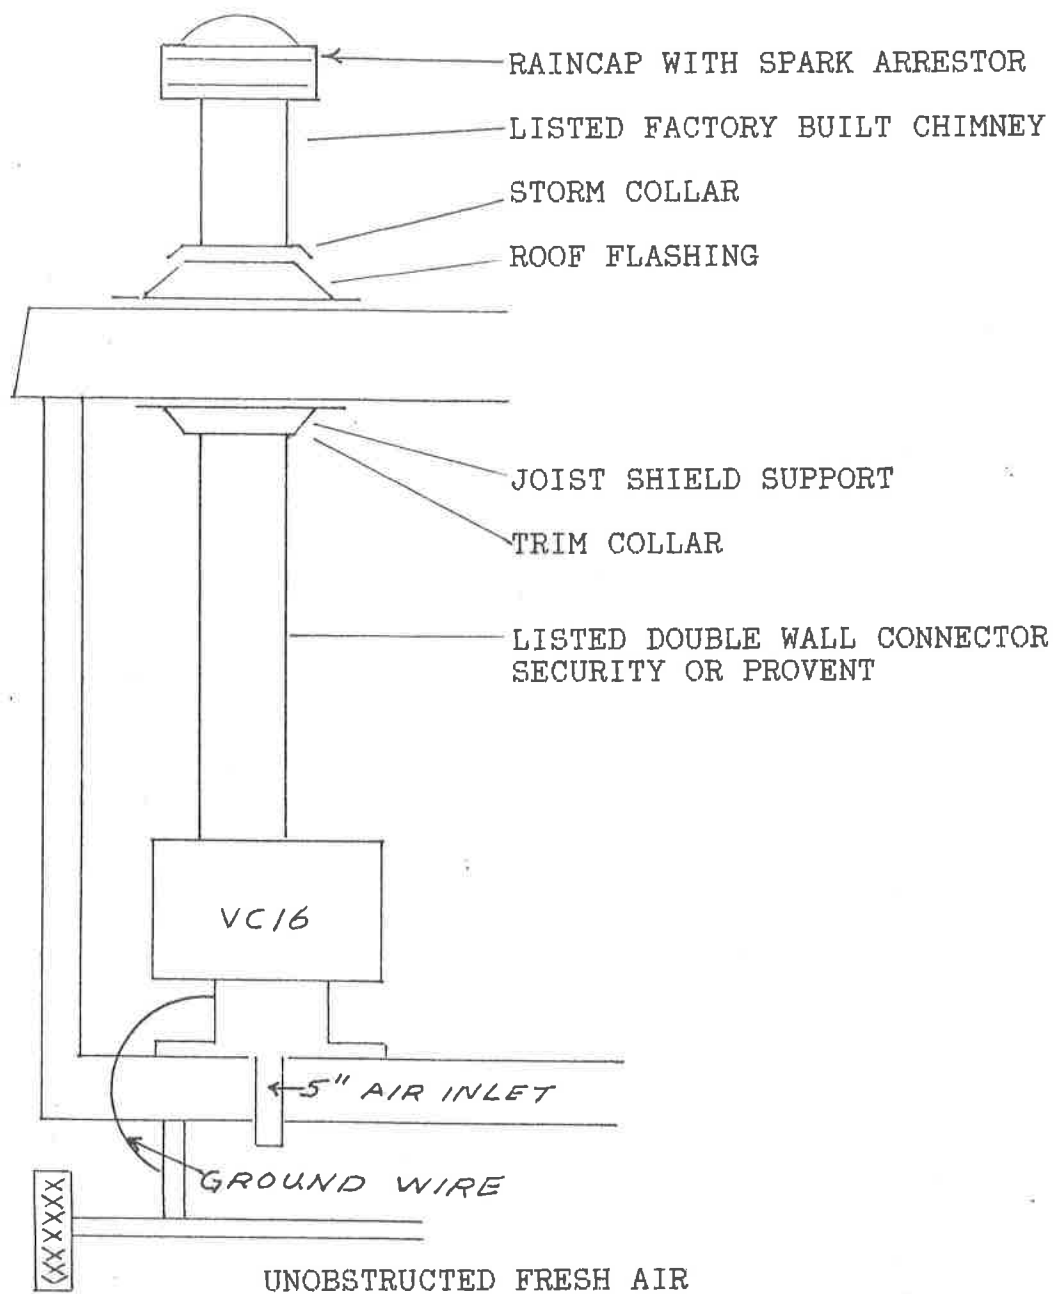 RAINCAP WITH SPARK ARRESTOR
LISTED FACTORY BUILT CHIMNEY
STORM COLLAR
ROOF FLASHING
JOIST SHIELD SUPPORT
TRIM COLLAR
LISTED DOUBLE WALL CONNECTOR
SECURITY OR PROVENT
VC16
5" AIR INLET
GROUND WIRE
UNOBSTRUCTED FRESH AIR